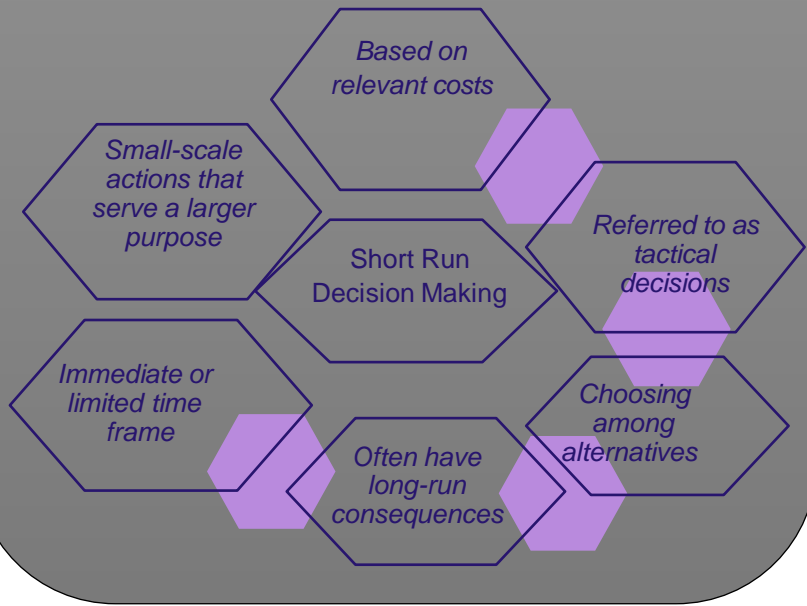 Based on
relevant costs
Small-scale
actions that
serve a larger
purpose
Referred to as
tactical
decisions
Short Run
Decision Making
Immediate or
limited time
frame
Choosing
among
alternatives
Often have
long-run
consequences